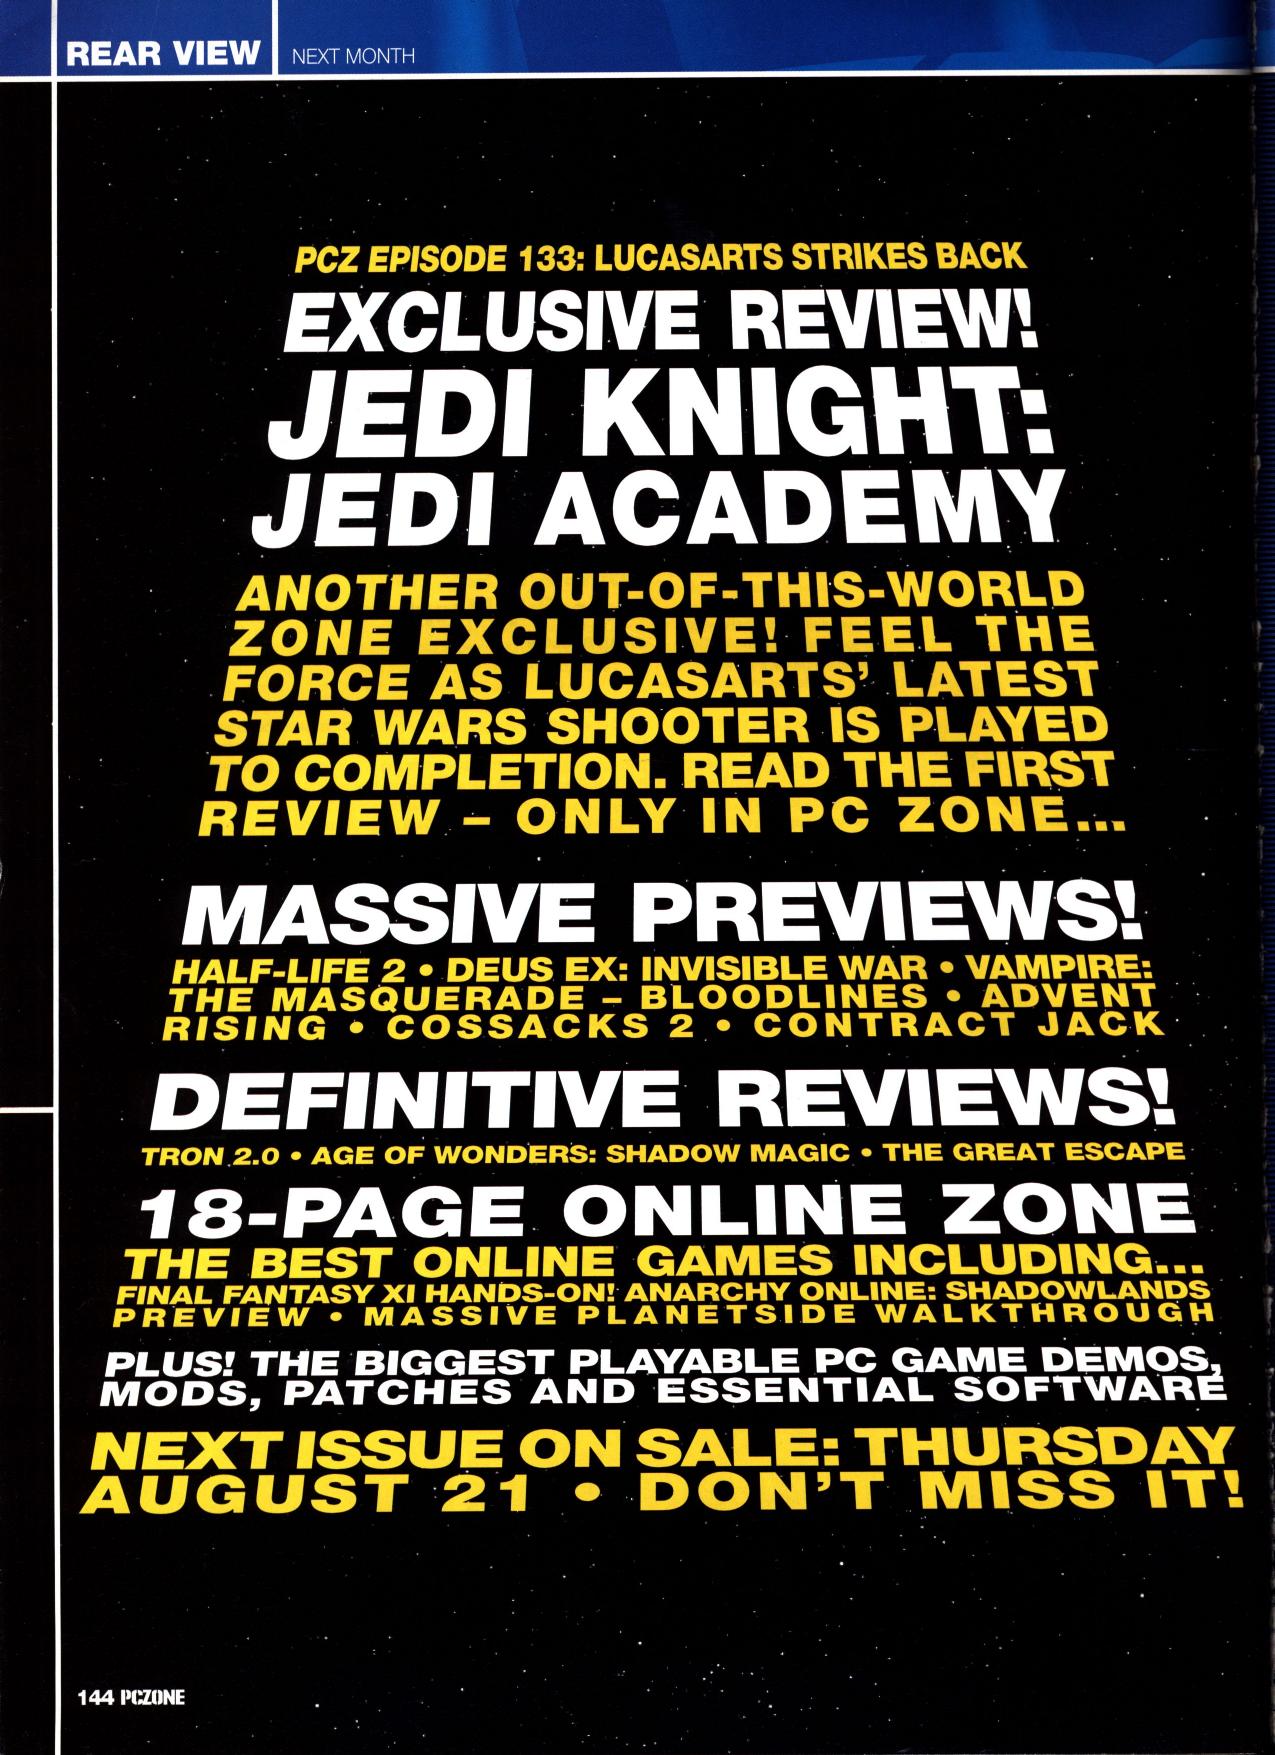 REAR VIEW
NEXT MONTH
PCZ EPISODE 133: LUCASARTS STRIKES BACK
EXCLUSIVE REVIEW!
JEDI KNIGHT:
JEDI ACADEMY
ANOTHER OUT-OF-THIS-WORLD
ZONE EXCLUSIVE! FEEL THE
FORCE AS LUCASARTS' LATEST
STAR WARS SHOOTER IS PLAYED
TO COMPLETION. READ THE FIRST
REVIEW – ONLY IN PC ZONE...
MASSIVE PREVIEWS!
HALF-LIFE 2 • DEUS EX: INVISIBLE WAR • VAMPIRE:
THE MASQUERADE – BLOODLINES • ADVENT
RISING • COSSACKS 2 • CONTRACT JACK
DEFINITIVE REVIEWS!
TRON 2.0 • AGE OF WONDERS: SHADOW MAGIC • THE GREAT ESCAPE
18-PAGE ONLINE ZONE
THE BEST ONLINE GAMES INCLUDING...
FINAL FANTASY XI HANDS-ON! ANARCHY ONLINE: SHADOWLANDS
PREVIEW • MASSIVE PLANETSIDE WALKTHROUGH
PLUS! THE BIGGEST PLAYABLE PC GAME DEMOS,
MODS, PATCHES AND ESSENTIAL SOFTWARE
NEXT ISSUE ON SALE: THURSDAY
AUGUST 21 • DON'T MISS IT!
144 PCZONE